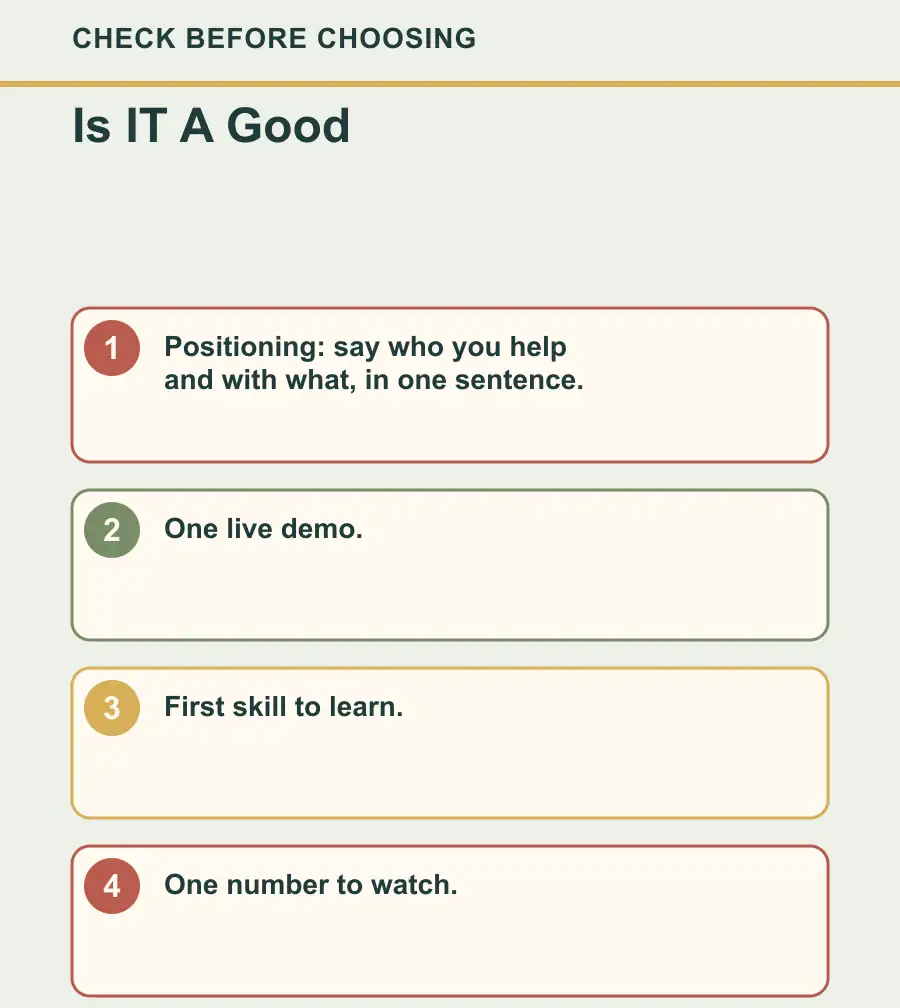 CHECK BEFORE CHOOSING
Is IT A Good
1
Positioning: say who you help
and with what, in one sentence.
2
One live demo.
3
First skill to learn.
4
One number to watch.